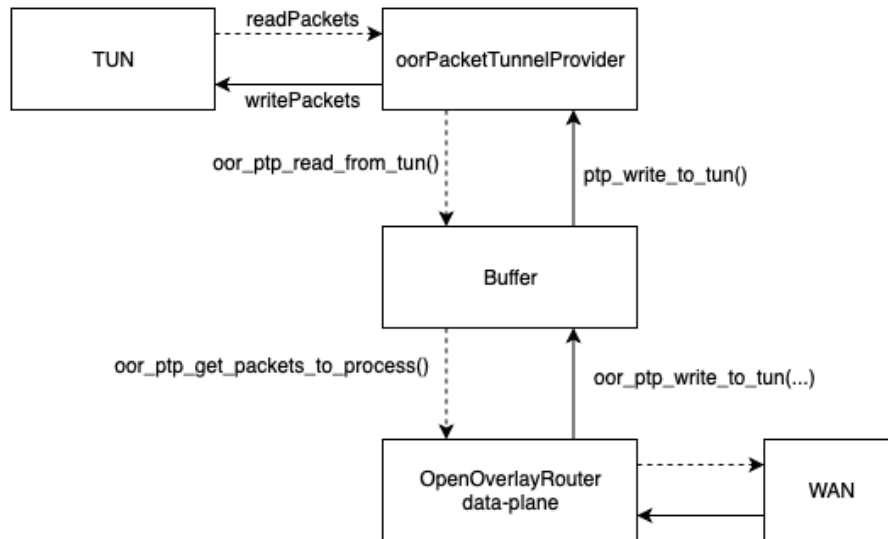 readPackets
TUN
oorPacketTunnelProvider
writePackets
oor_ptp_read_from_tun()
ptp_write_to_tun()
Buffer
oor_ptp_get_packets_to_process()
oor_ptp_write_to_tun(...)
OpenOverlayRouter
data-plane
WAN